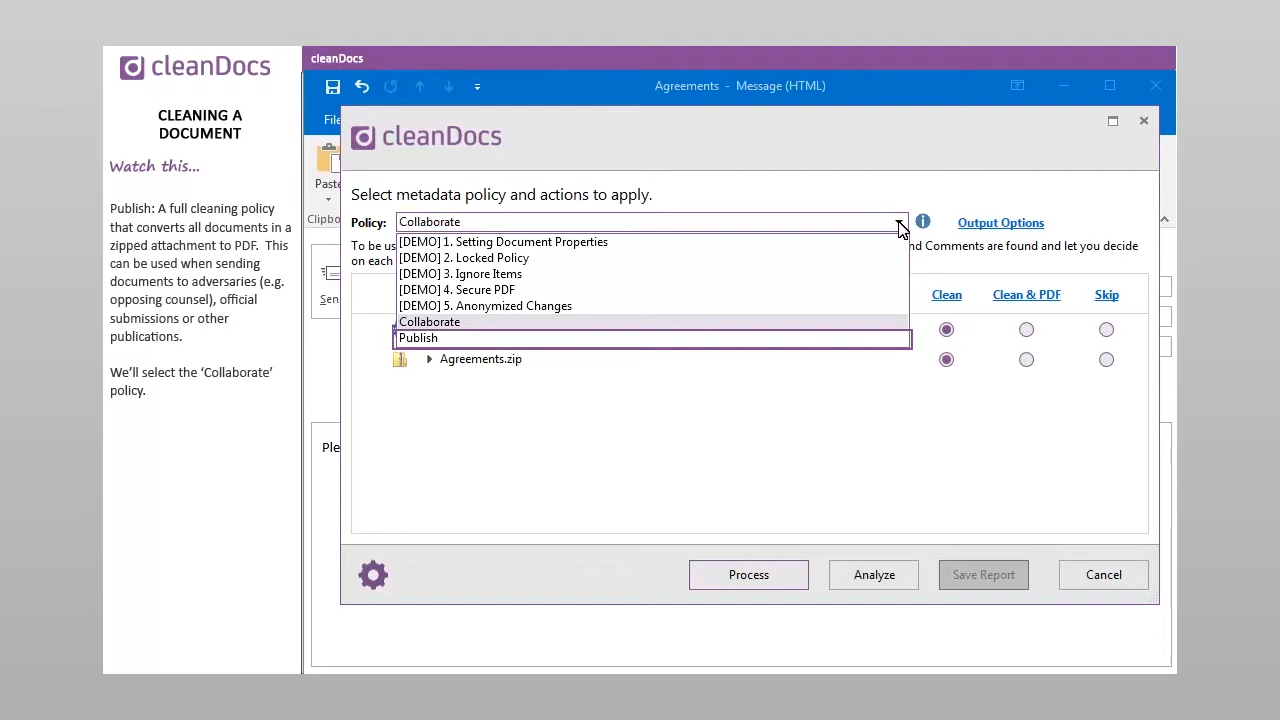 cleanDocs
CLEANING A
DOCUMENT
Watch this...
Publish: A full cleaning policy
that converts all documents in a
zipped attachment to PDF. This
can be used when sending
documents to adversaries (e.g.
opposing counsel), official
submissions or other
publications.
We'll select the ‘Collaborate’
policy.
cleanDocs
Agreements - Message (HTML)
File
Paste
Clipbo
Sen
Ple
cleanDocs
Select metadata policy and actions to apply.
Policy: Collaborate
Output Options
To be us
nd Comments are found and let you decide
on each
[DEMO] 1. Setting Document Properties
[DEMO] 2. Locked Policy
[DEMO] 3. Ignore Items
[DEMO] 4. Secure PDF
[DEMO] 5. Anonymized Changes
Collaborate
Publish
Clean Clean & PDF Skip
Agreements.zip
Process Analyze Save Report Cancel